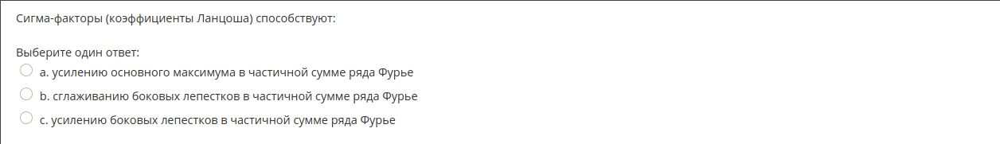 Сигма-факторы (коэффициенты Ланцоша) способствуют:
Выберите один ответ:
a. усилению основного максимума в частичной сумме ряда Фурье
b. сглаживанию боковых лепестков в частичной сумме ряда Фурье
c. усилению боковых лепестков в частичной сумме ряда Фурье